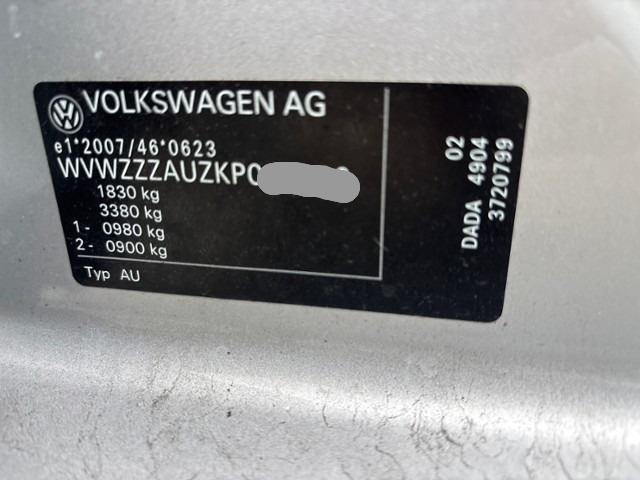 VOLKSWAGEN AG
e1*2007/46*0623
WVWZZZAUZKP0
1830 kg
3380 kg
1 - 0980 kg
2 - 0900 kg
Typ AU
02
DADA 4904
3720799